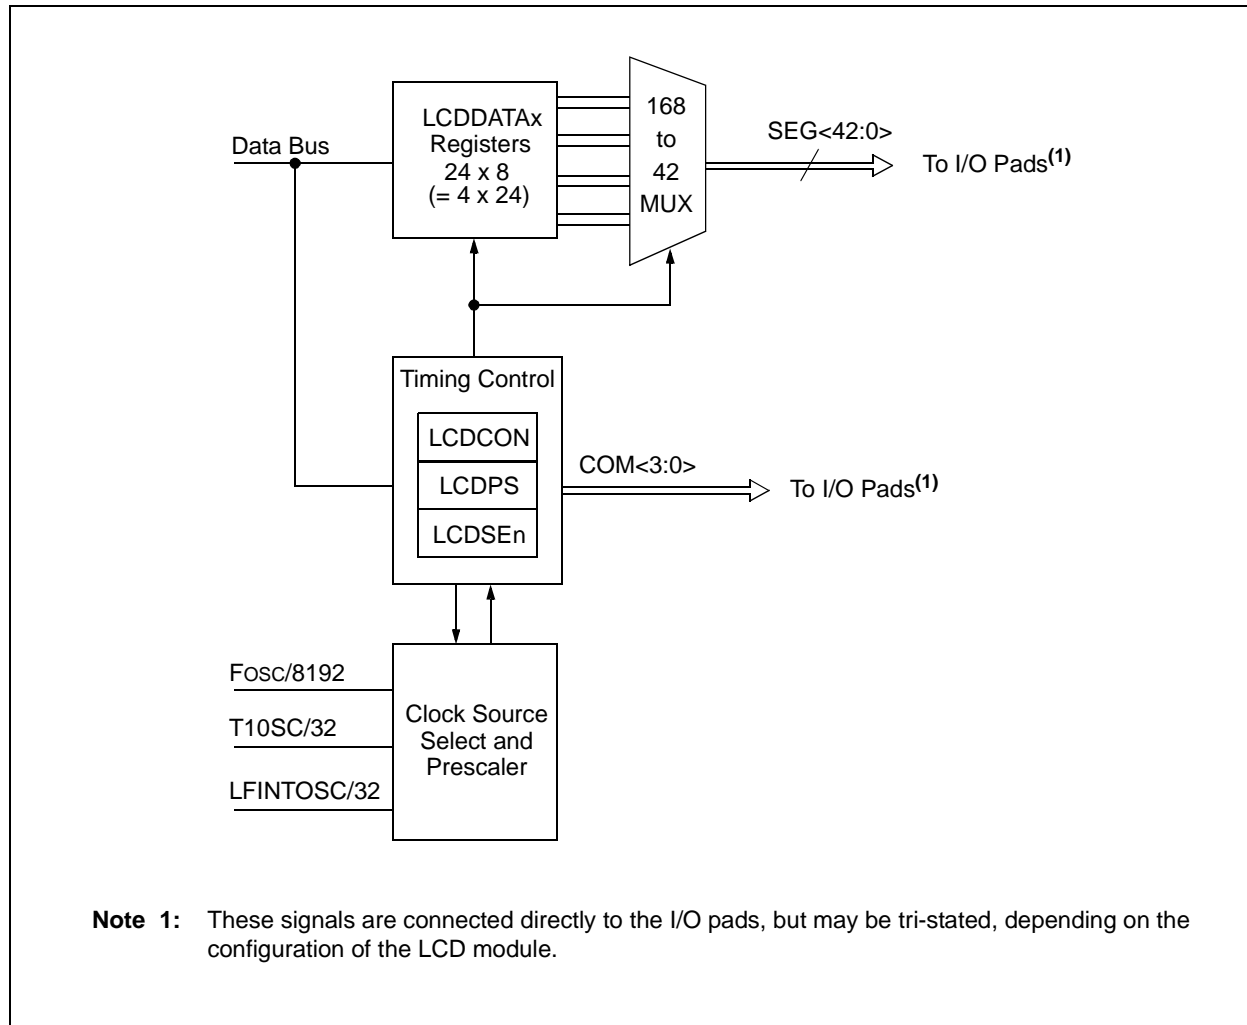 LCDDATAx
Registers
24 x 8
(= 4 x 24)
168
to
42
MUX
Data Bus
SEG<42:0>
To I/O Pads(1)
Timing Control
LCDCON
LCDPS
LCDSEn
COM<3:0>
To I/O Pads(1)
FOSC/8192
T10SC/32
LFINTOSC/32
Clock Source
Select and
Prescaler
Note 1: These signals are connected directly to the I/O pads, but may be tri-stated, depending on the
configuration of the LCD module.